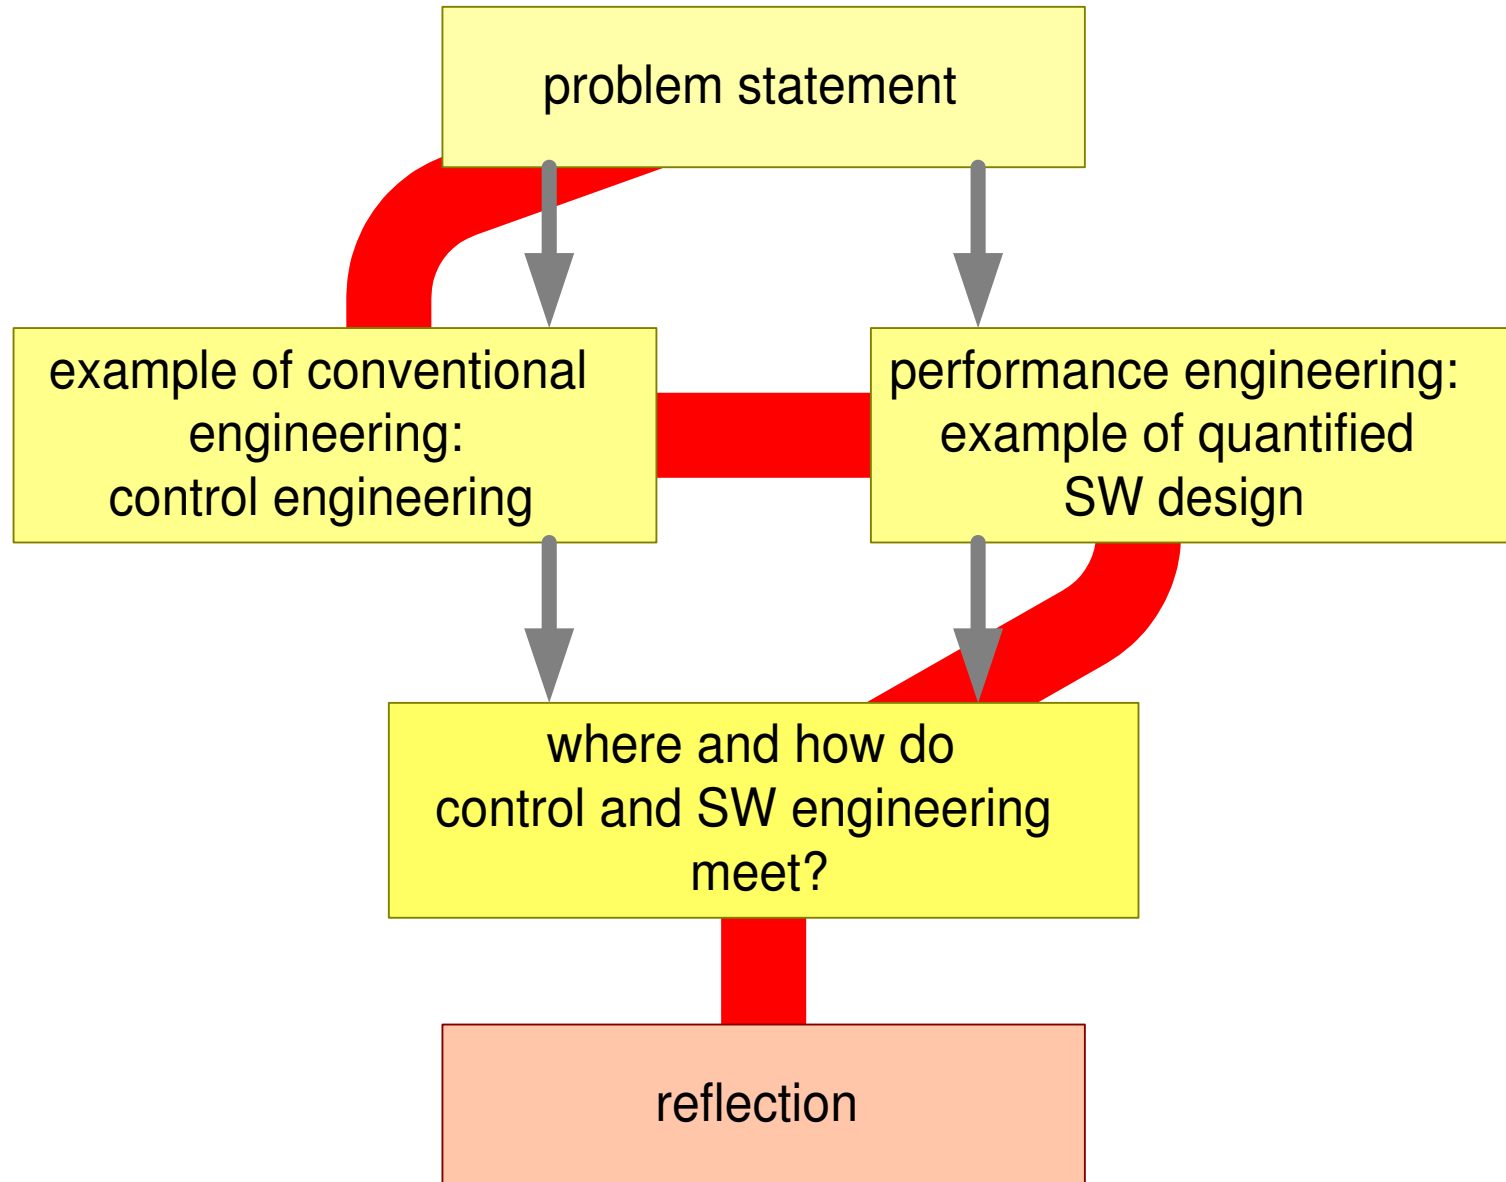 problem statement
example of conventional
engineering:
control engineering
performance engineering:
example of quantified
SW design
where and how do
control and SW engineering
meet?
reflection